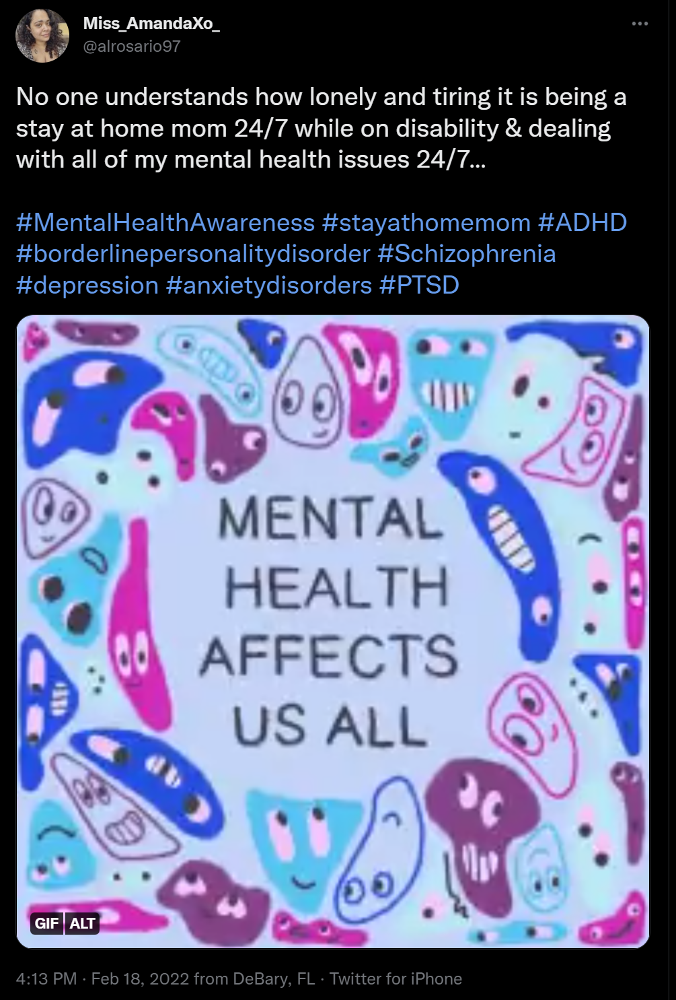 Miss_AmandaXo_
@alrosario97
No one understands how lonely and tiring it is being a
stay at home mom 24/7 while on disability & dealing
with all of my mental health issues 24/7...
#MentalHealthAwareness #stayathomemom #ADHD
#borderlinepersonalitydisorder #Schizophrenia
#depression #anxietydisorders #PTSD
MENTAL
HEALTH
AFFECTS
US ALL
GIF ALT
4:13 PM · Feb 18, 2022 from DeBary, FL · Twitter for iPhone